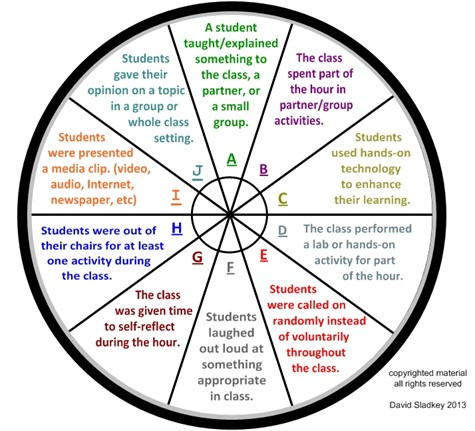 A student
taught/explained
something to
the class, a
partner, or
a small
group.
A
The class
spent part of
the hour in
partner/group
activities.
B
Students
used hands-on
technology
to enhance
their learning.
C
The class performed
a lab or hands-on
activity for part
of the hour.
D
Students
were called on
randomly instead
of voluntarily
throughout
the class.
E
Students
laughed
out loud at
something
appropriate
in class.
F
The class
was given time
to self-reflect
during the hour.
G
Students were out of
their chairs for at least
one activity during
the class.
H
Students
were presented
a media clip. (video,
audio, Internet,
newspaper, etc)
I
Students
gave their
opinion on a topic
in a group or
whole class
setting.
J
copyrighted material
all rights reserved
David Sladkey 2013